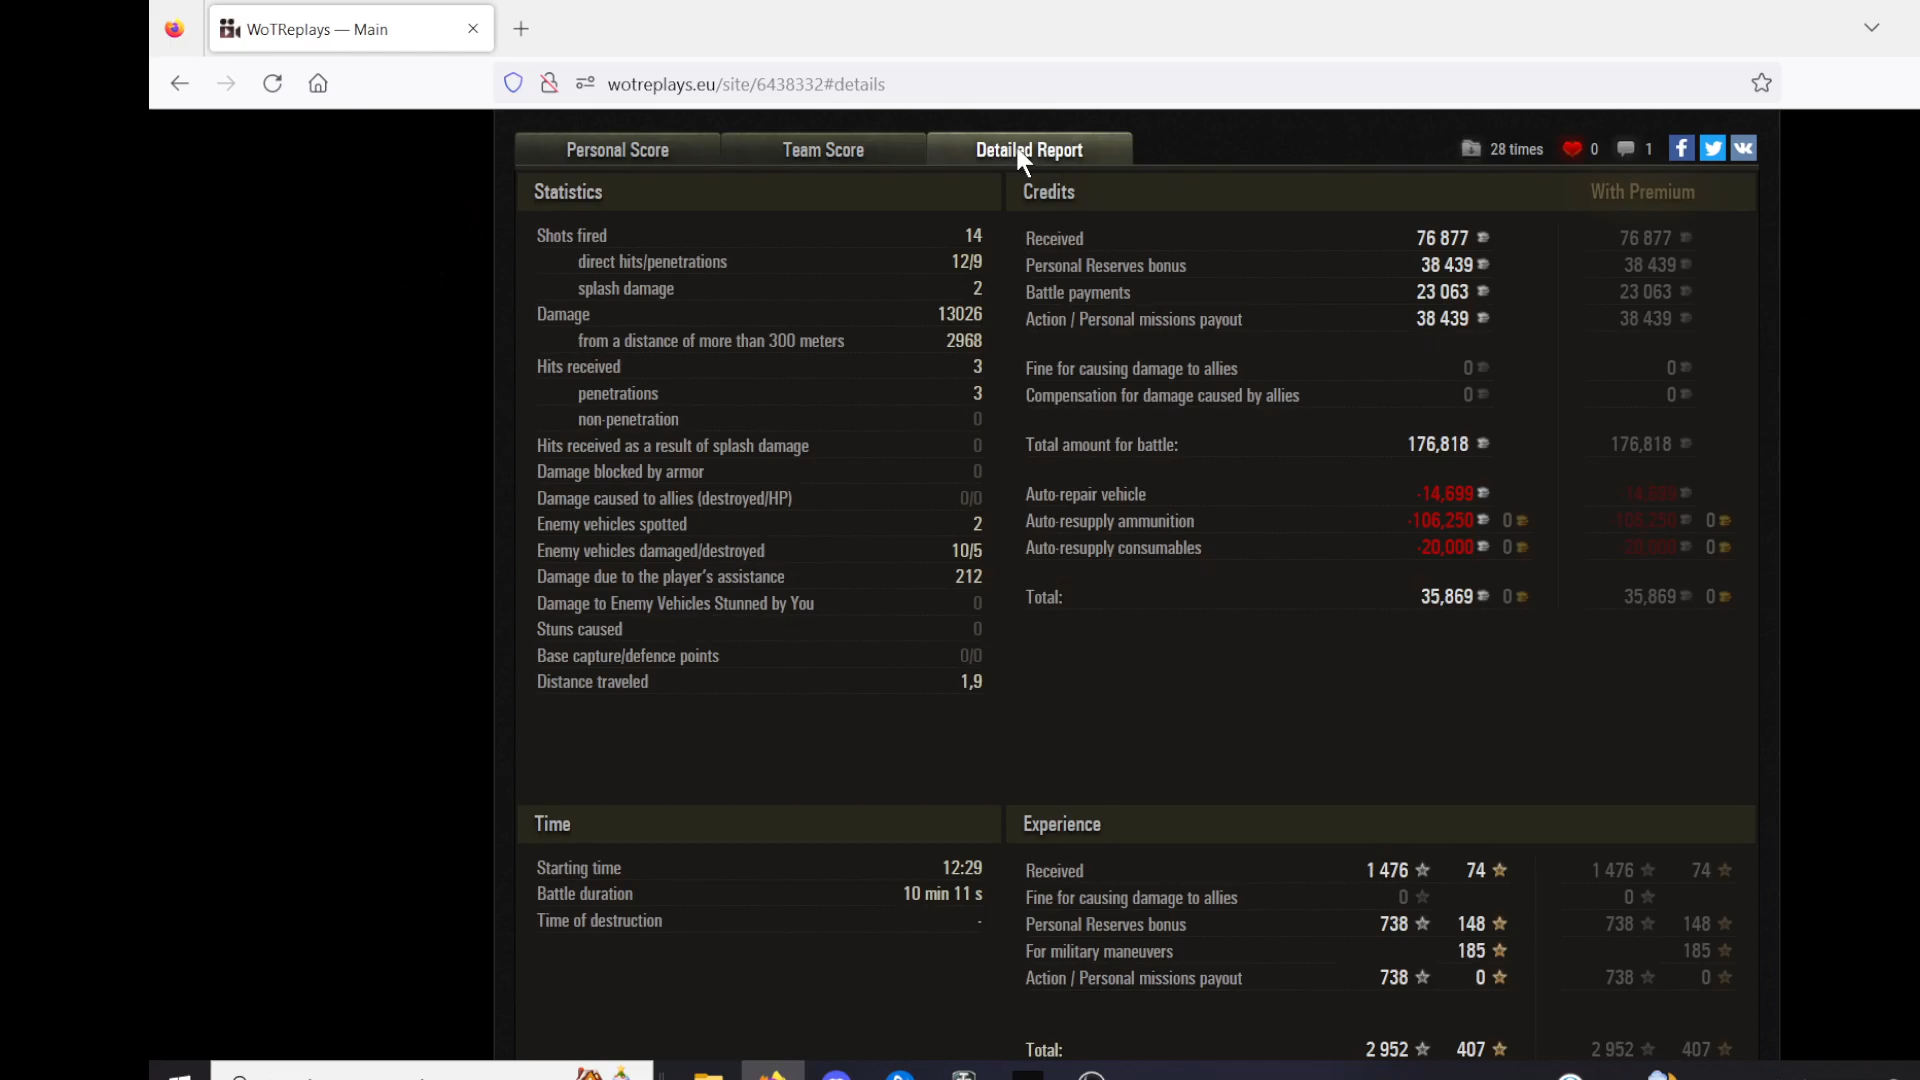 WoTReplays — Main
wotreplays.eu/site/6438332#details
Personal Score Team Score Detailed Report 28 times 0 1
Statistics
Shots fired 14
direct hits/penetrations 12/9
splash damage 2
Damage 13026
from a distance of more than 300 meters 2968
Hits received 3
penetrations 3
non-penetration 0
Hits received as a result of splash damage 0
Damage blocked by armor 0
Damage caused to allies (destroyed/HP) 0/0
Enemy vehicles spotted 2
Enemy vehicles damaged/destroyed 10/5
Damage due to the player's assistance 212
Damage to Enemy Vehicles Stunned by You 0
Stuns caused 0
Base capture/defence points 0/0
Distance traveled 1,9
Credits With Premium
Received 76 877 76 877
Personal Reserves bonus 38 439 38 439
Battle payments 23 063 23 063
Action / Personal missions payout 38 439 38 439
Fine for causing damage to allies 0 0
Compensation for damage caused by allies 0 0
Total amount for battle: 176,818 176,818
Auto-repair vehicle -14,699 -14,699
Auto-resupply ammunition -106,250 0 -106,250 0
Auto-resupply consumables -20,000 0 -20,000 0
Total: 35,869 0 35,869 0
Time
Starting time 12:29
Battle duration 10 min 11 s
Time of destruction -
Experience
Received 1 476 74 1 476 74
Fine for causing damage to allies 0 0
Personal Reserves bonus 738 148 738 148
For military maneuvers 185 185
Action / Personal missions payout 738 0 738 0
Total: 2 952 407 2 952 407